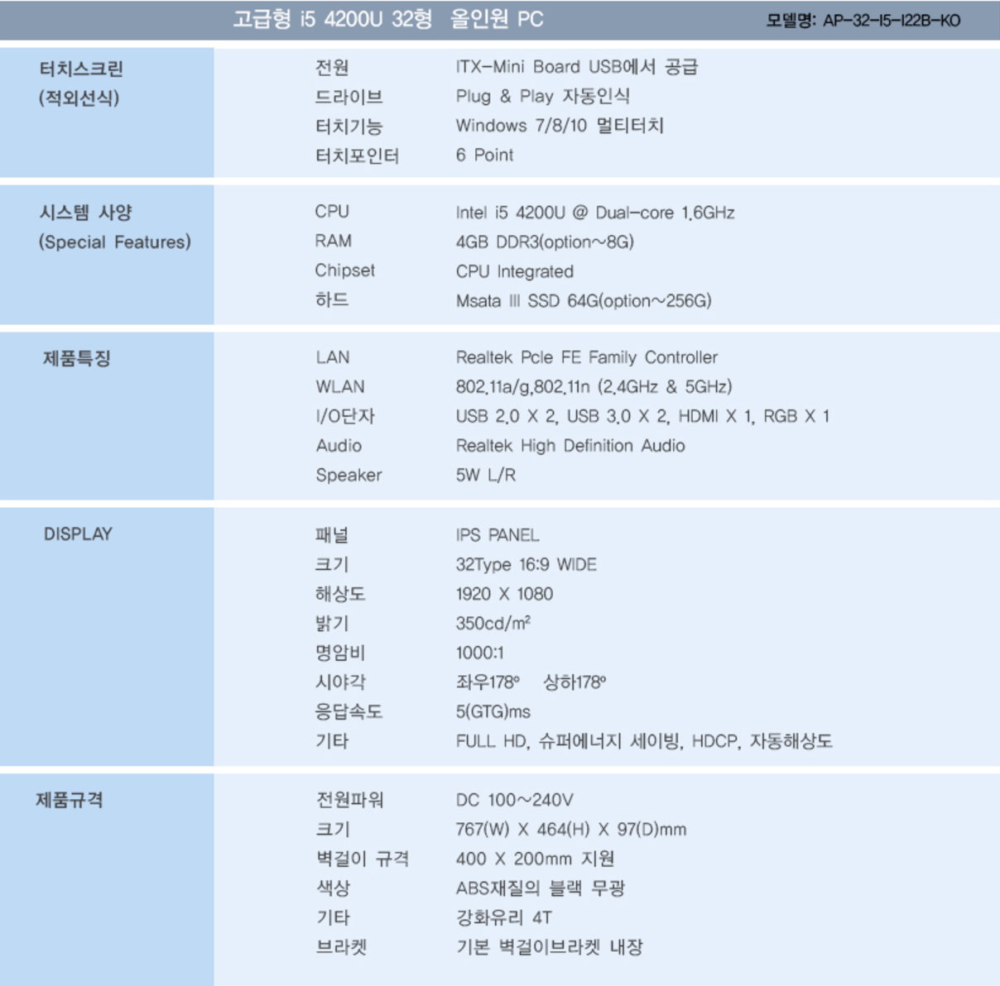 고급형 i5 4200U 32형 올인원 PC 모델명: AP-32-I5-I22B-KO
터치스크린 전원 ITX-Mini Board USB에서 공급
(적외선식) 드라이브 Plug & Play 자동인식
터치기능 Windows 7/8/10 멀티터치
터치포인터 6 Point
시스템 사양 CPU Intel i5 4200U @ Dual-core 1.6GHz
(Special Features) RAM 4GB DDR3(option~8G)
Chipset CPU Integrated
하드 Msata III SSD 64G(option~256G)
제품특징 LAN Realtek Pcle FE Family Controller
WLAN 802.11a/g,802.11n (2.4GHz & 5GHz)
I/O단자 USB 2.0 X 2, USB 3.0 X 2, HDMI X 1, RGB X 1
Audio Realtek High Definition Audio
Speaker 5W L/R
DISPLAY 패널 IPS PANEL
크기 32Type 16:9 WIDE
해상도 1920 X 1080
밝기 350cd/m²
명암비 1000:1
시야각 좌우178° 상하178°
응답속도 5(GTG)ms
기타 FULL HD, 슈퍼에너지 세이빙, HDCP, 자동해상도
제품규격 전원파워 DC 100~240V
크기 767(W) X 464(H) X 97(D)mm
벽걸이 규격 400 X 200mm 지원
색상 ABS재질의 블랙 무광
기타 강화유리 4T
브라켓 기본 벽걸이브라켓 내장